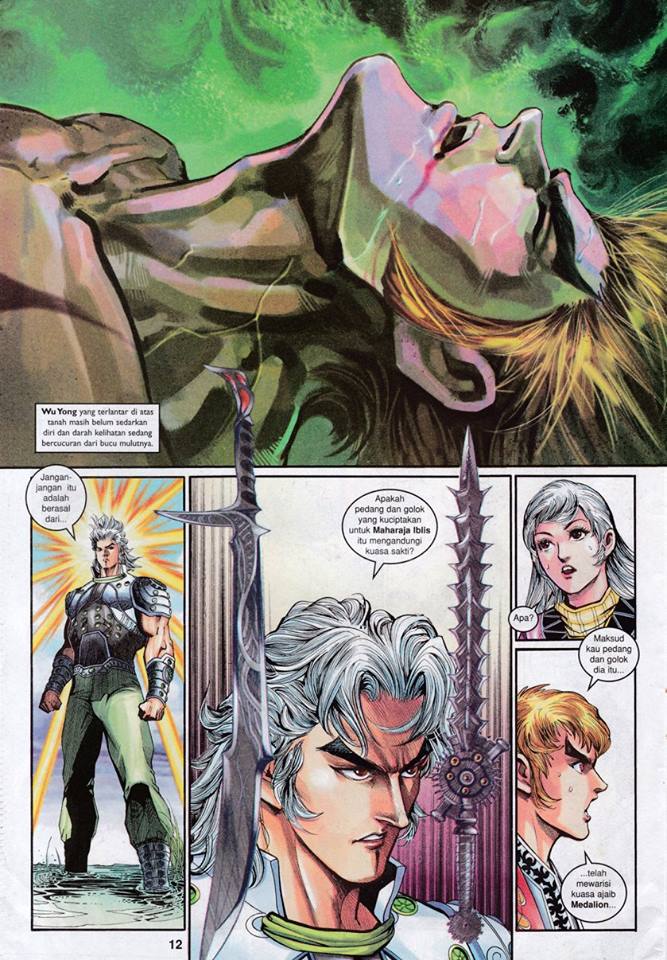 Wu Yong yang terlantar di atas
tanah masih belum sedarkan
diri dan darah kelihatan sedang
bercucuran dari bucu mulutnya.
Jangan-
jangan itu
adalah
berasal
dari...
Apakah
pedang dan golok
yang kuciptakan
untuk Maharaja Iblis
itu mengandungi
kuasa sakti?
Apa?
Maksud
kau pedang
dan golok
dia itu...
...telah
mewarisi
kuasa ajaib
Medalion...
12